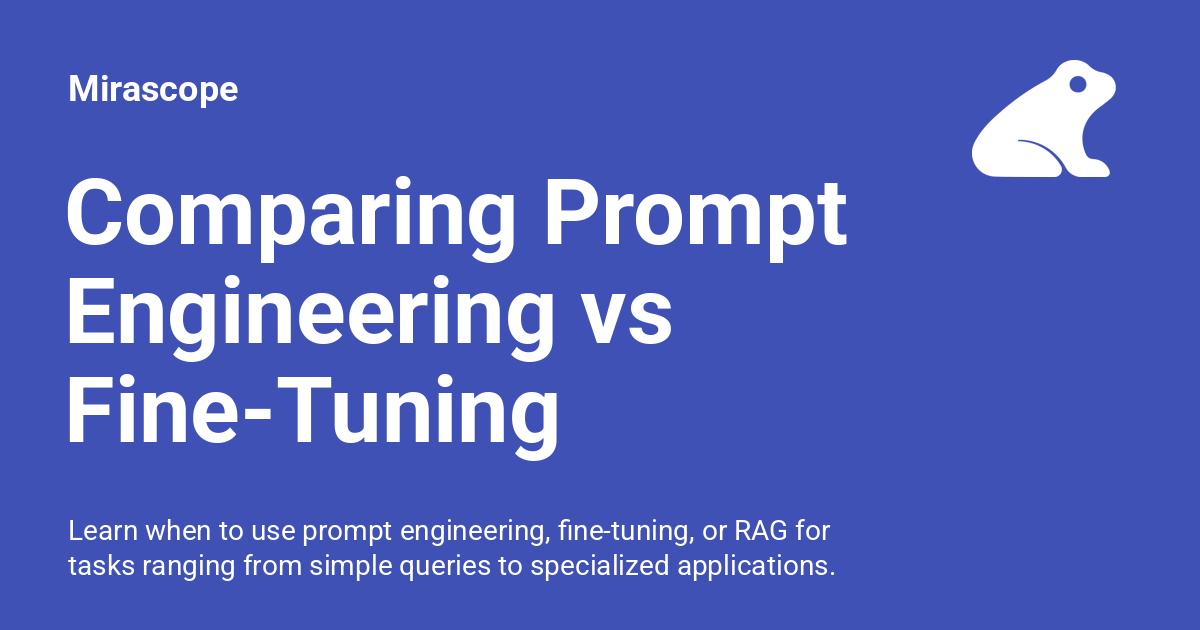 Mirascope
Comparing Prompt
Engineering vs
Fine-Tuning
Learn when to use prompt engineering, fine-tuning, or RAG for
tasks ranging from simple queries to specialized applications.